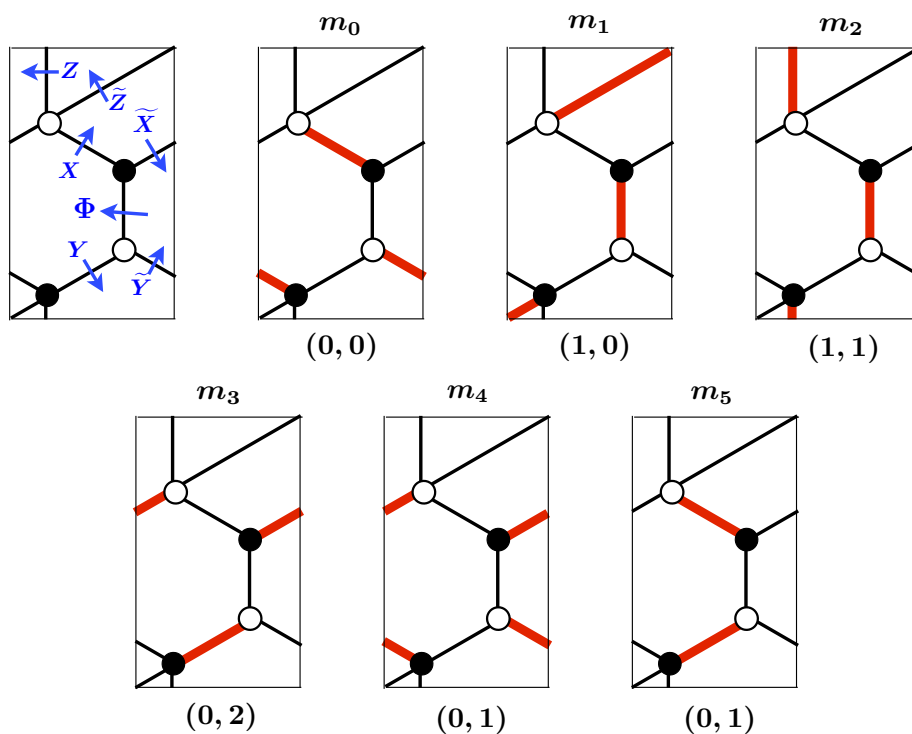 m₀ m₁ m₂
Z
Z̃
X̃
X
Φ
Y
Ỹ
(0, 0) (1, 0) (1, 1)
m₃ m₄ m₅
(0, 2) (0, 1) (0, 1)